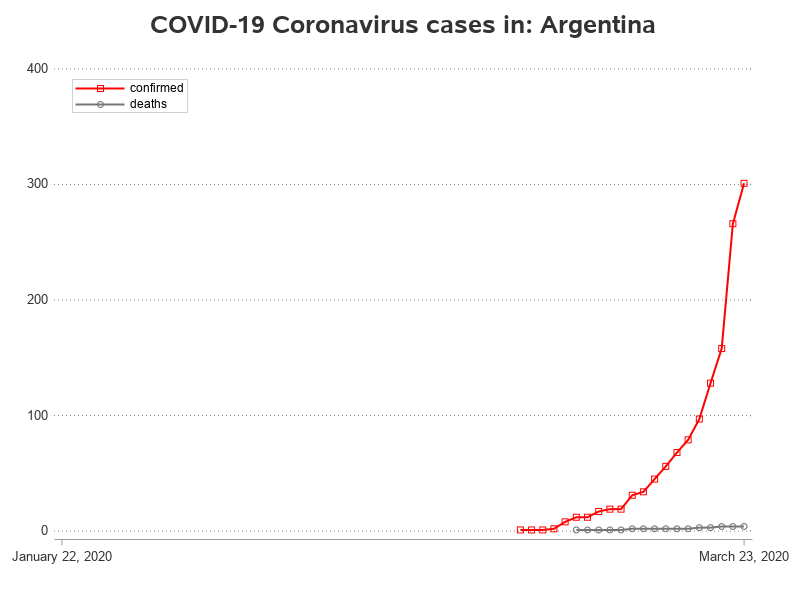 COVID-19 Coronavirus cases in: Argentina
400
confirmed
deaths
300
200
100
0
January 22, 2020
March 23, 2020